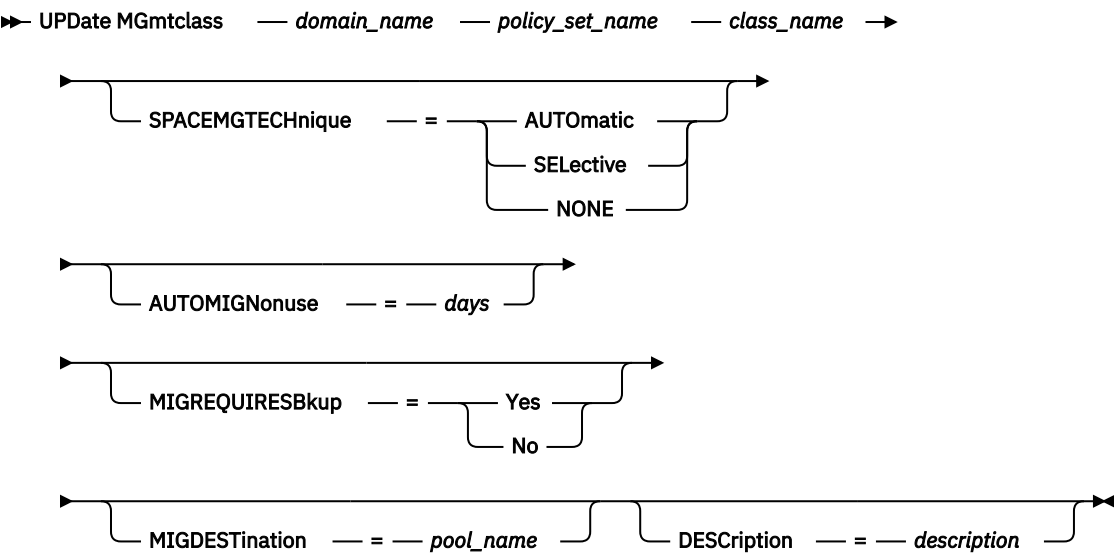 UPDate MGmtclass domain_name policy_set_name class_name
SPACEMGTECHnique = AUTOmatic
SELective
NONE
AUTOMIGNonuse = days
MIGREQUIRESBkup = Yes
No
MIGDESTination = pool_name DESCription = description